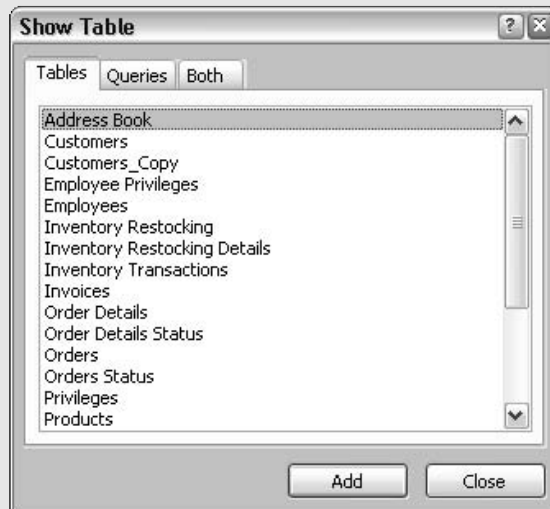 Show Table
Tables Queries Both
Address Book
Customers
Customers_Copy
Employee Privileges
Employees
Inventory Restocking
Inventory Restocking Details
Inventory Transactions
Invoices
Order Details
Order Details Status
Orders
Orders Status
Privileges
Products
Add Close